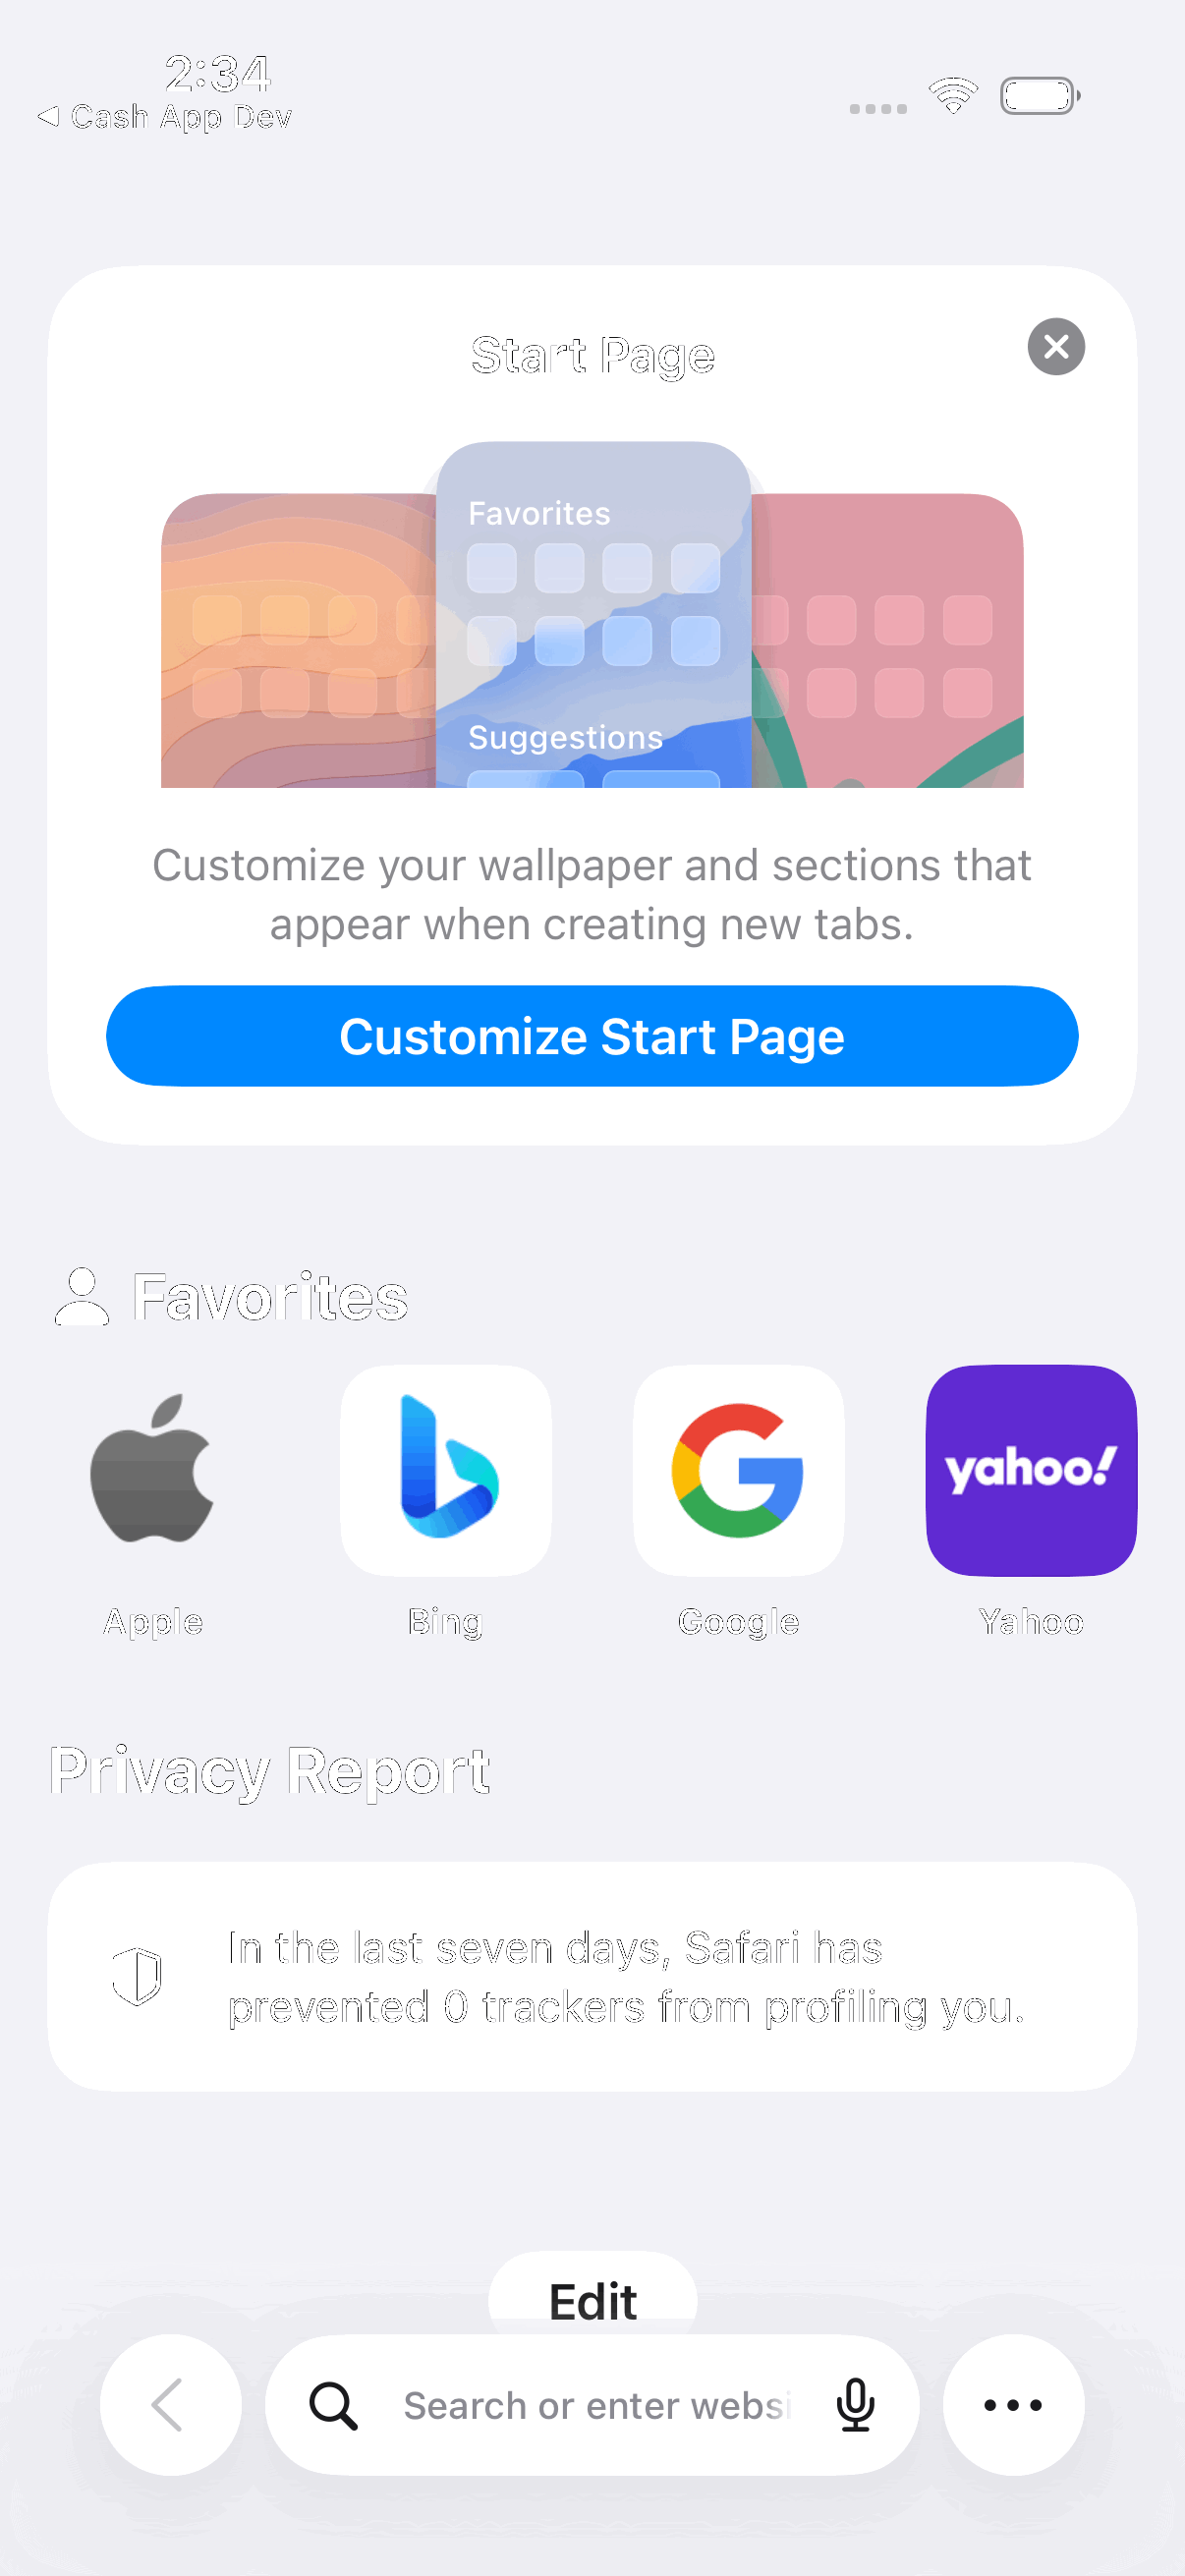 2:34
Cash App Dev
Start Page
Favorites
Suggestions
Customize your wallpaper and sections that
appear when creating new tabs.
Customize Start Page
Favorites
yahoo!
Apple
Bing
Google
Yahoo
Privacy Report
In the last seven days, Safari has
prevented 0 trackers from profiling you.
Edit
Search or enter websi